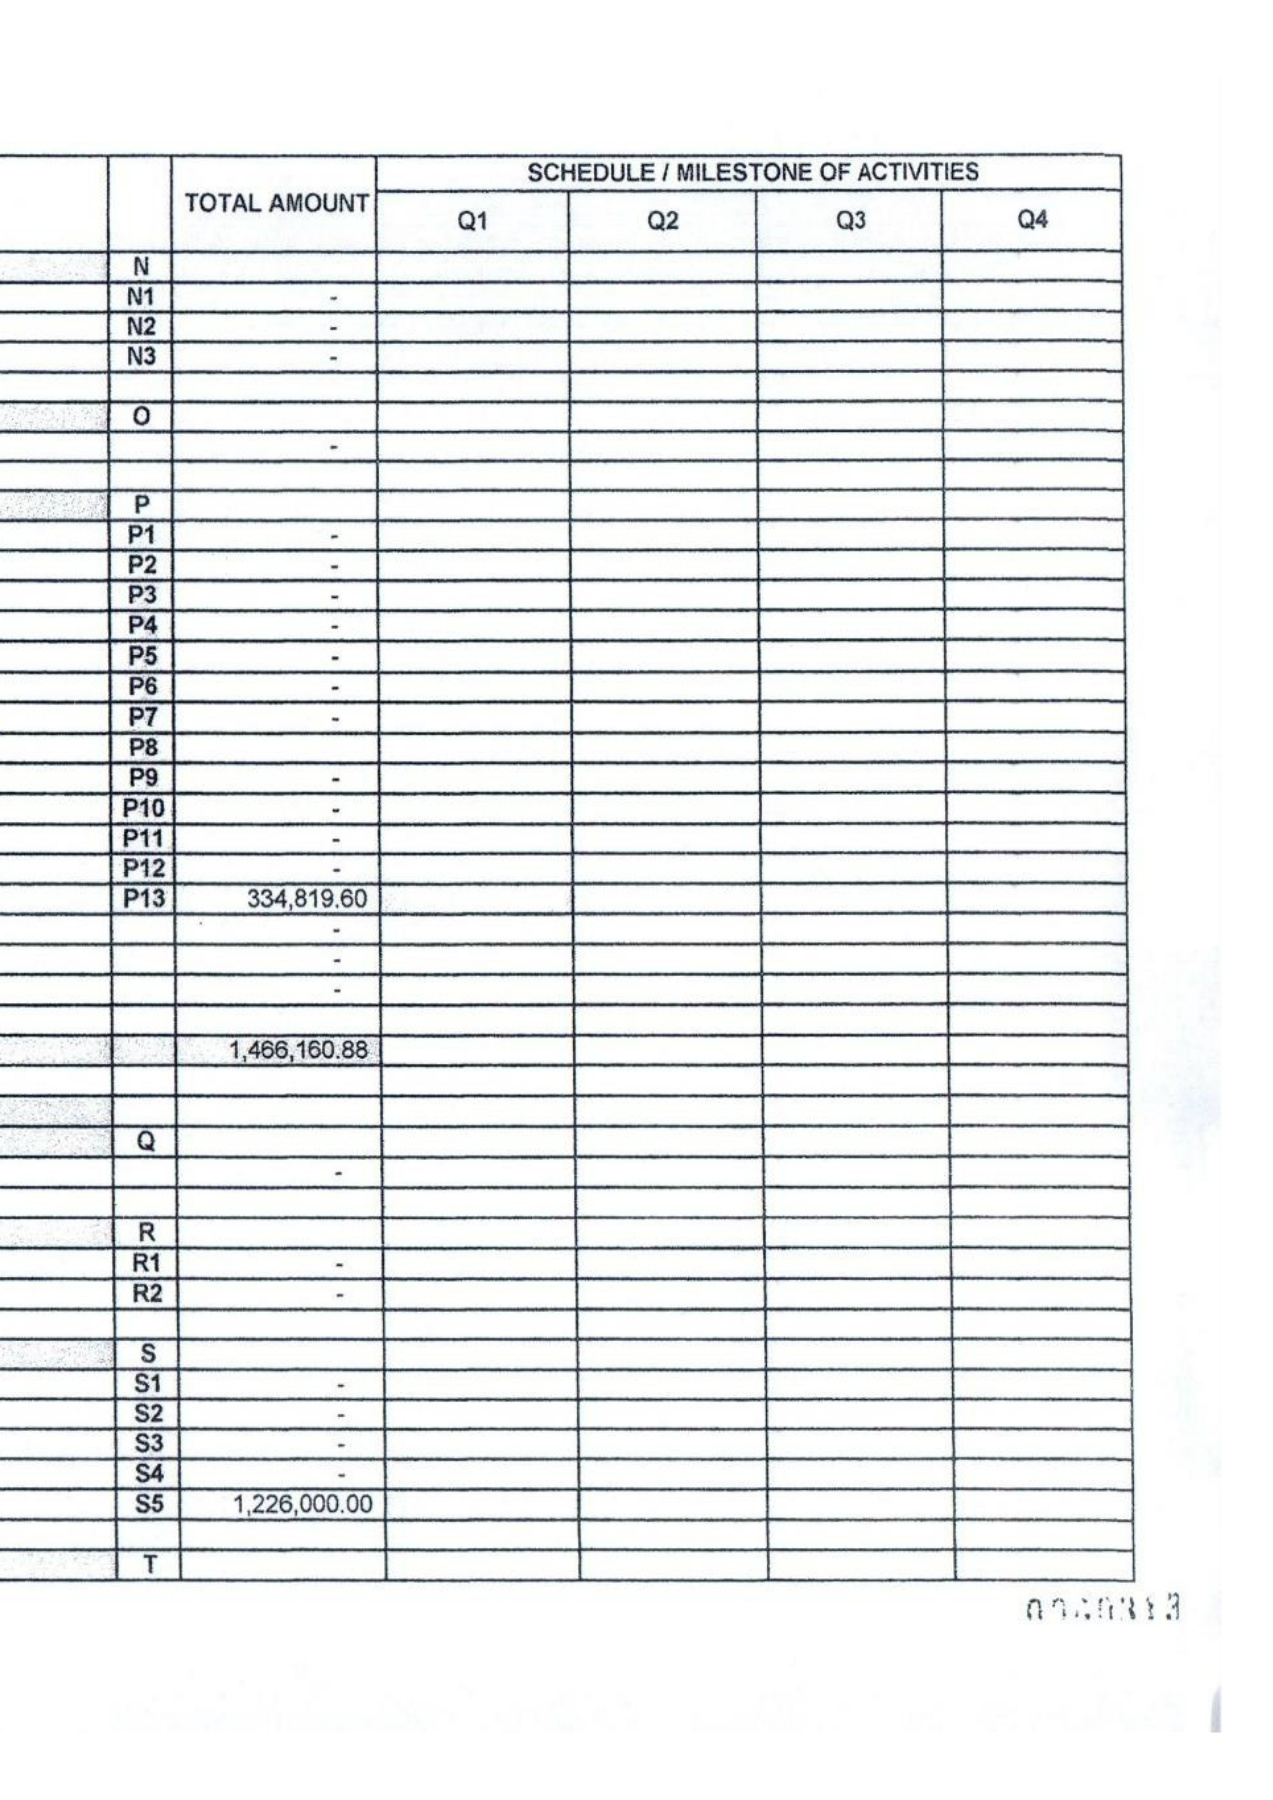 TOTAL AMOUNT
SCHEDULE / MILESTONE OF ACTIVITIES
Q1 Q2 Q3 Q4
N
N1 -
N2 -
N3 -
O
-
P
P1 -
P2 -
P3 -
P4 -
P5 -
P6 -
P7 -
P8
P9 -
P10 -
P11 -
P12 -
P13 334,819.60
-
-
-
1,466,160.88
Q
-
R
R1 -
R2 -
S
S1 -
S2 -
S3 -
S4 -
S5 1,226,000.00
T